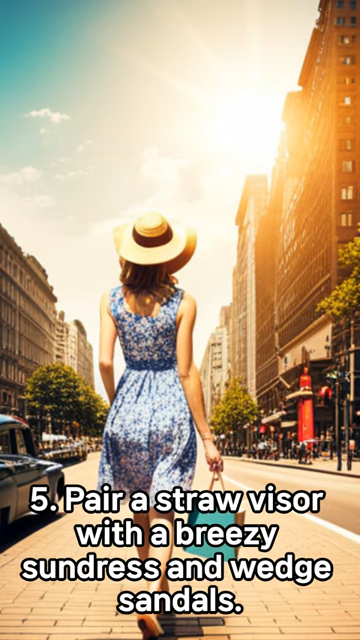 5. Pair a straw visor
with a breezy
sundress and wedge
sandals.